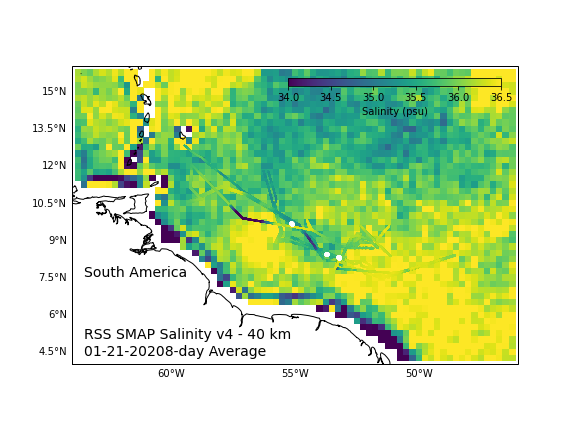 15°N
34.0 34.5 35.0 35.5 36.0 36.5
Salinity (psu)
13.5°N
12°N
10.5°N
9°N
7.5°N
South America
6°N
RSS SMAP Salinity v4 - 40 km
4.5°N
01-21-20208-day Average
60°W 55°W 50°W